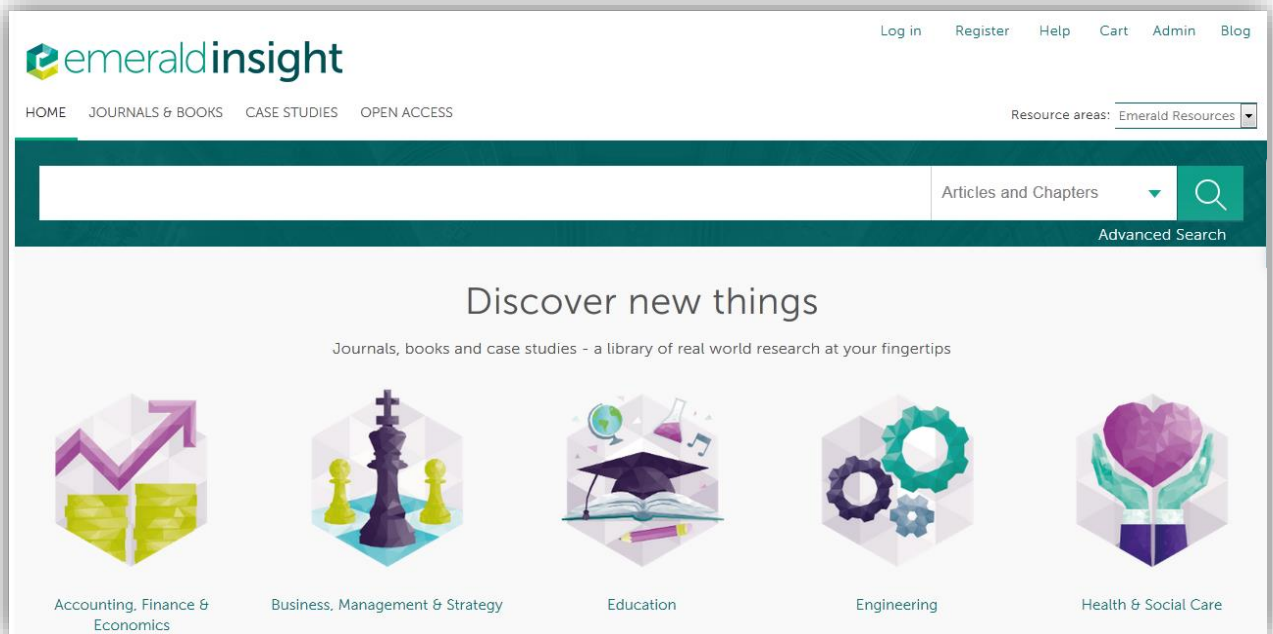 Log in Register Help Cart Admin Blog
emeraldinsight
HOME JOURNALS & BOOKS CASE STUDIES OPEN ACCESS
Resource areas: Emerald Resources
Articles and Chapters
Advanced Search
Discover new things
Journals, books and case studies - a library of real world research at your fingertips
Accounting, Finance &
Economics
Business, Management & Strategy
Education
Engineering
Health & Social Care